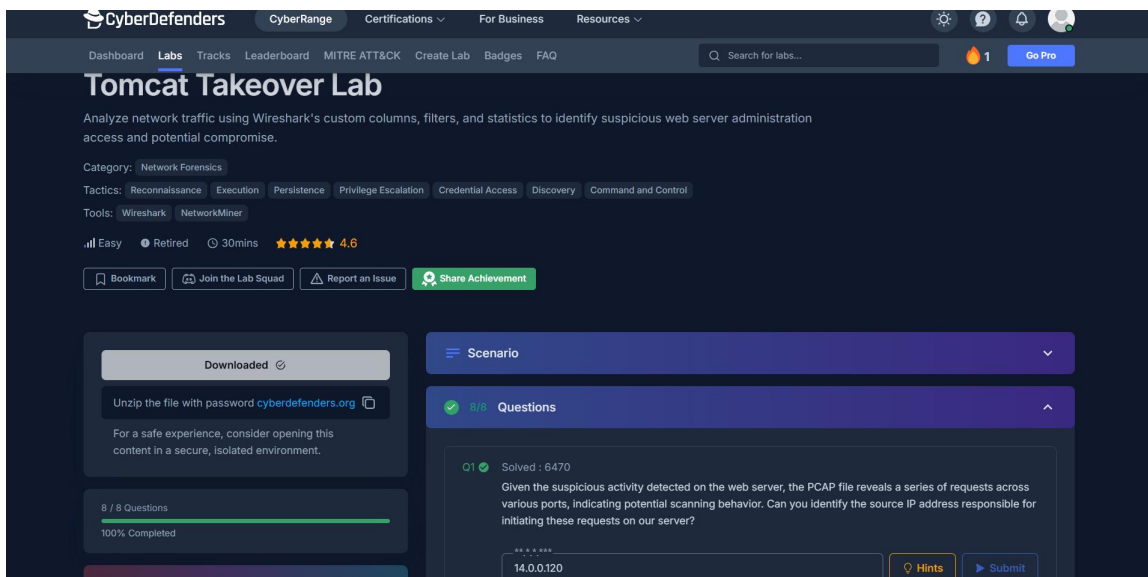 CyberDefenders CyberRange Certifications For Business Resources
Dashboard Labs Tracks Leaderboard MITRE ATT&CK Create Lab Badges FAQ Search for labs... 1 Go Pro
Tomcat Takeover Lab
Analyze network traffic using Wireshark's custom columns, filters, and statistics to identify suspicious web server administration
access and potential compromise.
Category: Network Forensics
Tactics: Reconnaissance Execution Persistence Privilege Escalation Credential Access Discovery Command and Control
Tools: Wireshark NetworkMiner
Easy Retired 30mins 4.6
Bookmark Join the Lab Squad Report an Issue Share Achievement
Downloaded
Unzip the file with password cyberdefenders.org
For a safe experience, consider opening this
content in a secure, isolated environment.
8 / 8 Questions
100% Completed
Scenario
8/8 Questions
Q1 Solved : 6470
Given the suspicious activity detected on the web server, the PCAP file reveals a series of requests across
various ports, indicating potential scanning behavior. Can you identify the source IP address responsible for
initiating these requests on our server?
**.*.*.***
14.0.0.120 Hints Submit